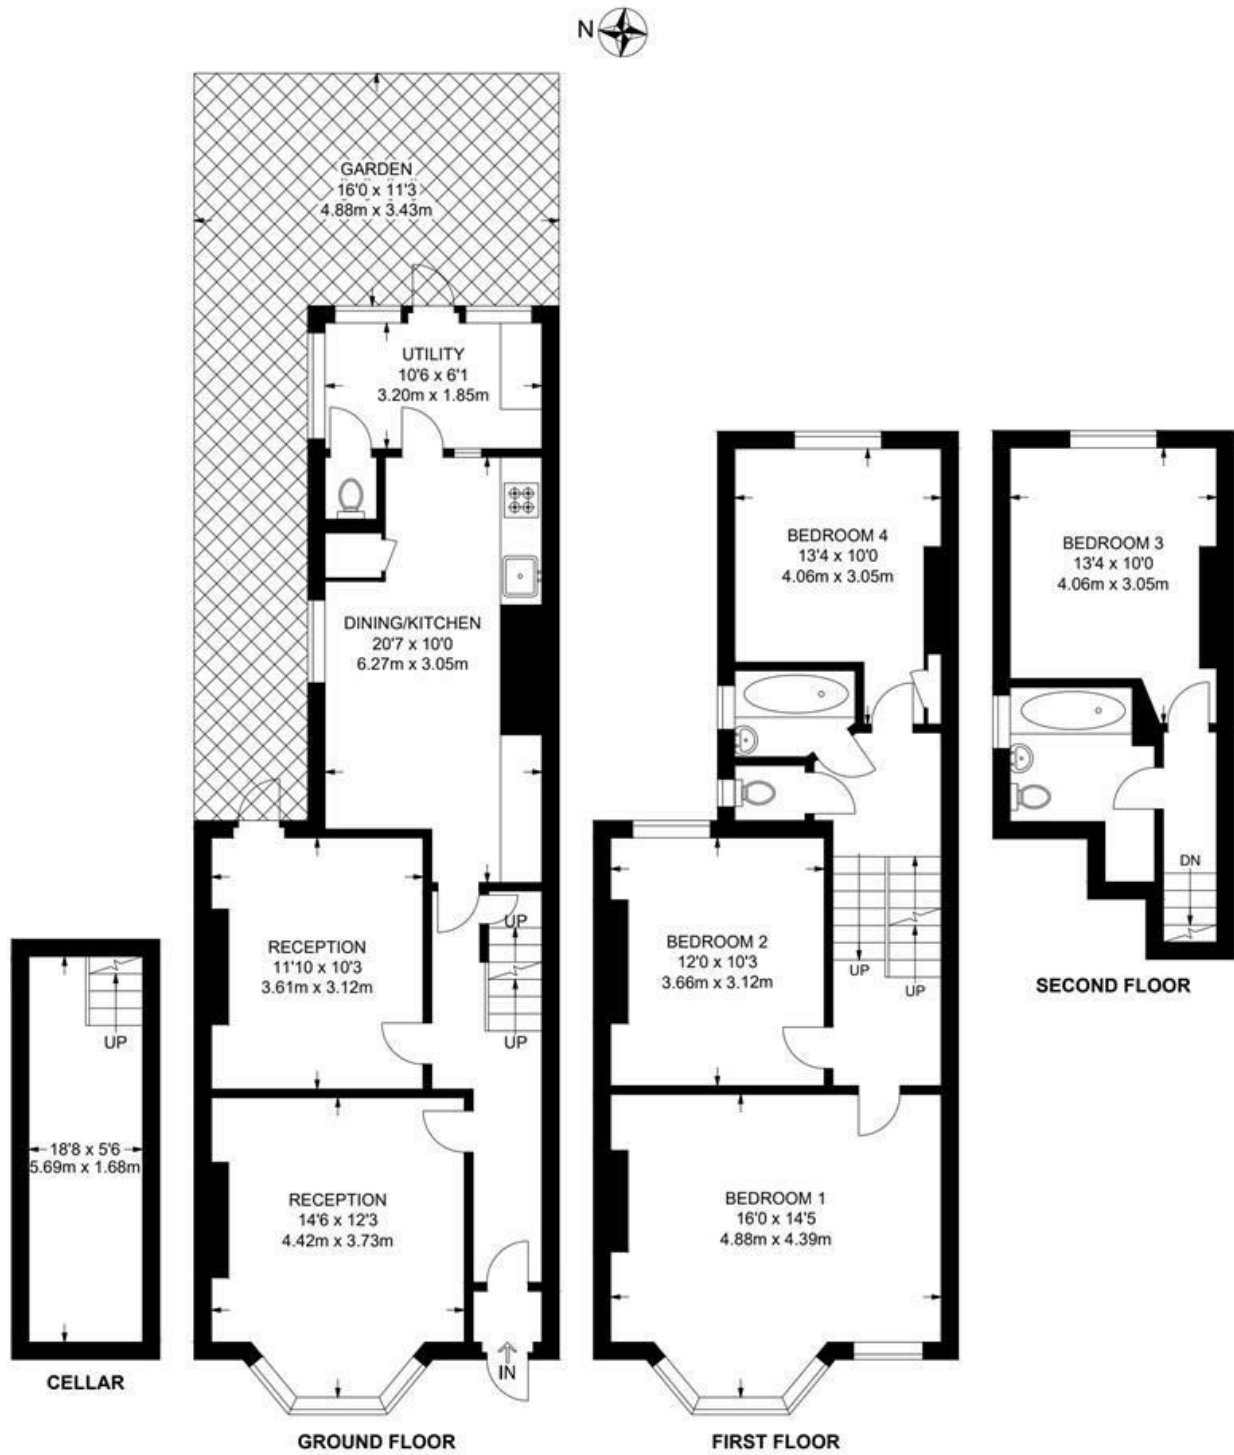 N
GARDEN
16'0 x 11'3
4.88m x 3.43m
UTILITY
10'6 x 6'1
3.20m x 1.85m
DINING/KITCHEN
20'7 x 10'0
6.27m x 3.05m
UP
RECEPTION
11'10 x 10'3
3.61m x 3.12m
UP
RECEPTION
14'6 x 12'3
4.42m x 3.73m
IN
GROUND FLOOR
UP
18'8 x 5'6
5.69m x 1.68m
CELLAR
BEDROOM 4
13'4 x 10'0
4.06m x 3.05m
BEDROOM 2
12'0 x 10'3
3.66m x 3.12m
UP
UP
BEDROOM 1
16'0 x 14'5
4.88m x 4.39m
FIRST FLOOR
BEDROOM 3
13'4 x 10'0
4.06m x 3.05m
DN
SECOND FLOOR